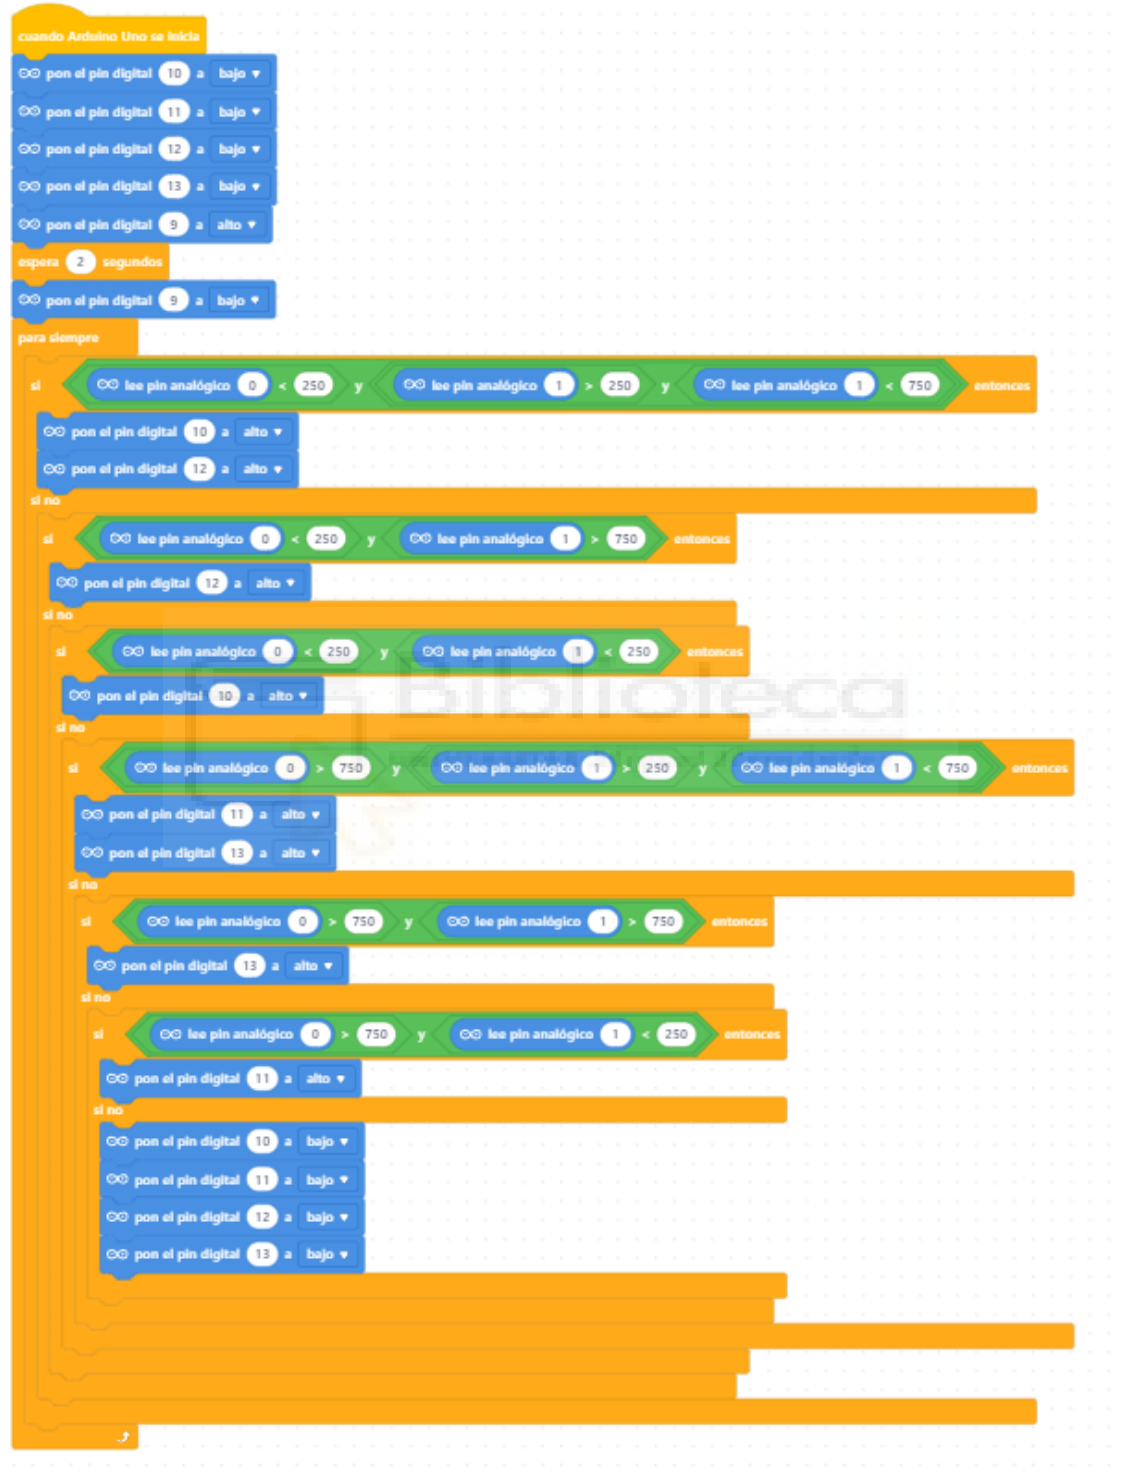 cuando Arduino Uno se inicia
pon el pin digital 10 a bajo
pon el pin digital 11 a bajo
pon el pin digital 12 a bajo
pon el pin digital 13 a bajo
pon el pin digital 9 a alto
espera 2 segundos
pon el pin digital 9 a bajo
para siempre
si lee pin analógico 0 < 250 y lee pin analógico 1 > 250 y lee pin analógico 1 < 750 entonces
pon el pin digital 10 a alto
pon el pin digital 12 a alto
si no
si lee pin analógico 0 < 250 y lee pin analógico 1 > 750 entonces
pon el pin digital 12 a alto
si no
si lee pin analógico 0 < 250 y lee pin analógico 1 < 250 entonces
pon el pin digital 10 a alto
Biblioteca
si no
si lee pin analógico 0 > 750 y lee pin analógico 1 > 250 y lee pin analógico 1 < 750 entonces
pon el pin digital 11 a alto
pon el pin digital 13 a alto
si no
si lee pin analógico 0 > 750 y lee pin analógico 1 > 750 entonces
pon el pin digital 13 a alto
si no
si lee pin analógico 0 > 750 y lee pin analógico 1 < 250 entonces
pon el pin digital 11 a alto
si no
pon el pin digital 10 a bajo
pon el pin digital 11 a bajo
pon el pin digital 12 a bajo
pon el pin digital 13 a bajo